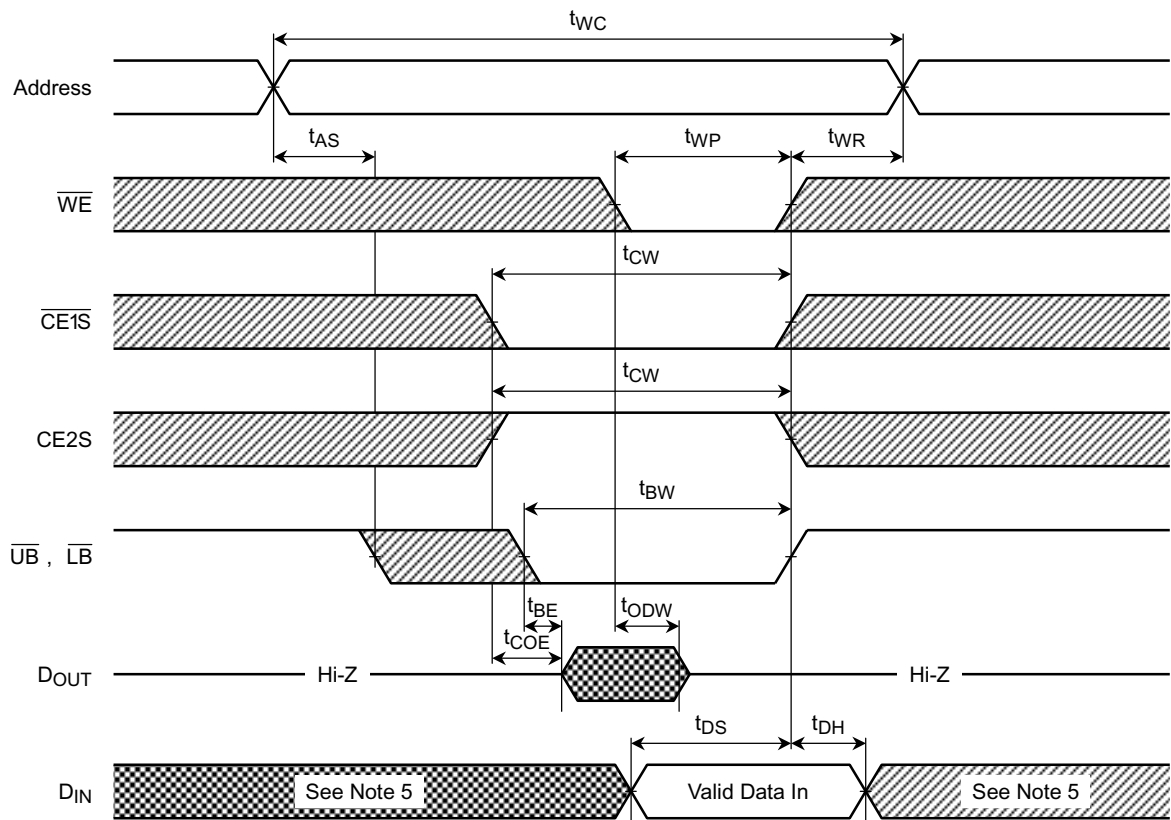 tWC
Address
tAS
tWP
tWR
WE
tCW
CE1S
tCW
CE2S
tBW
UB , LB
tBE
tODW
tCOE
DOUT
Hi-Z
Hi-Z
tDS
tDH
DIN
See Note 5
Valid Data In
See Note 5